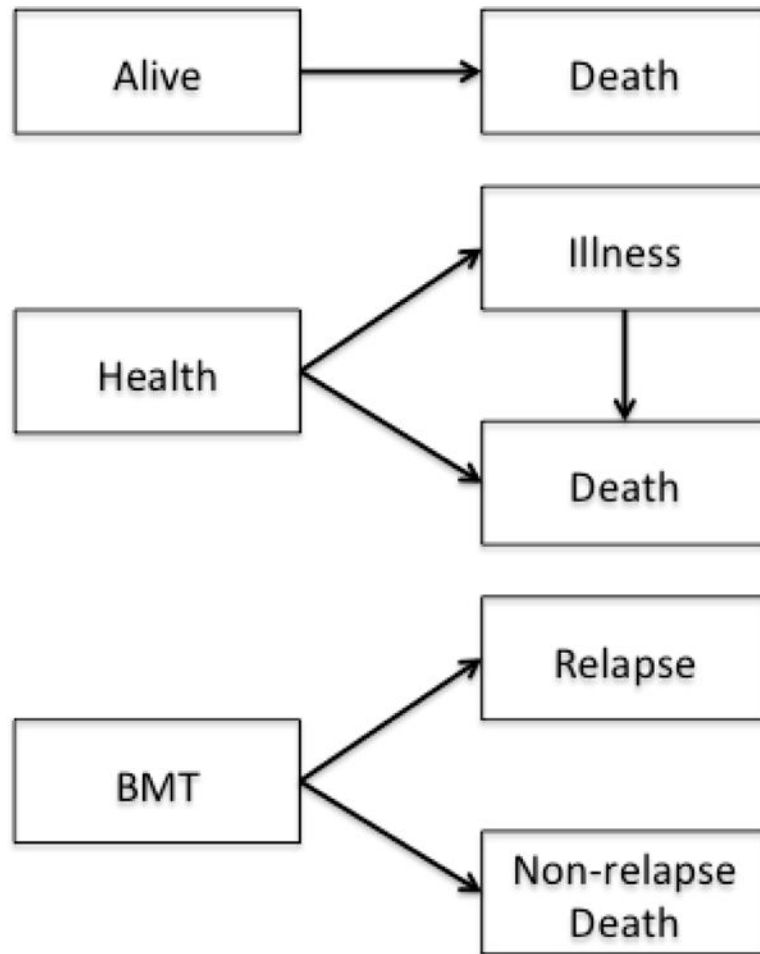 Alive
Death
Illness
Health
Death
Relapse
BMT
Non-relapse
Death